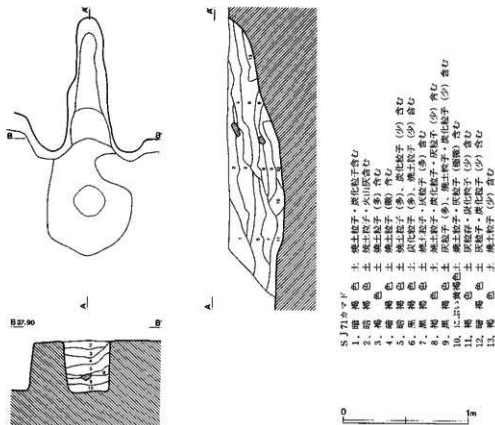 SJ71カマド
1. 暗褐色土 焼土粒子・炭化粒子含む
2. 暗褐色土 焼土粒子・火山灰含む
3. 褐色土 焼土粒子(多)含む
4. 暗褐色土 焼土粒子(微)含む
5. 暗褐色土 焼土粒子(多)、炭化粒子(少)含む
6. 黒褐色土 炭化粒子(多)、焼土粒子(少)含む
7. 黒褐色土 焼土粒子・灰粒子(多)含む
8. 褐色土 焼土粒子・炭化粒子・灰粒子(少)含む
9. 黒褐色土 灰粒子(多)、焼土粒子・炭化粒子(少)含む
10. にぶい黄褐色土 焼土粒子・灰粒子(極微)含む
11. 褐色土 灰粒子・炭化粒子(少)含む
12. 暗褐色土 灰粒子・炭化粒子(少)含む
13. 褐色土 焼土粒子(少)含む
A'
A'
B
B'
A
A
B 37.90
B'
0 1m